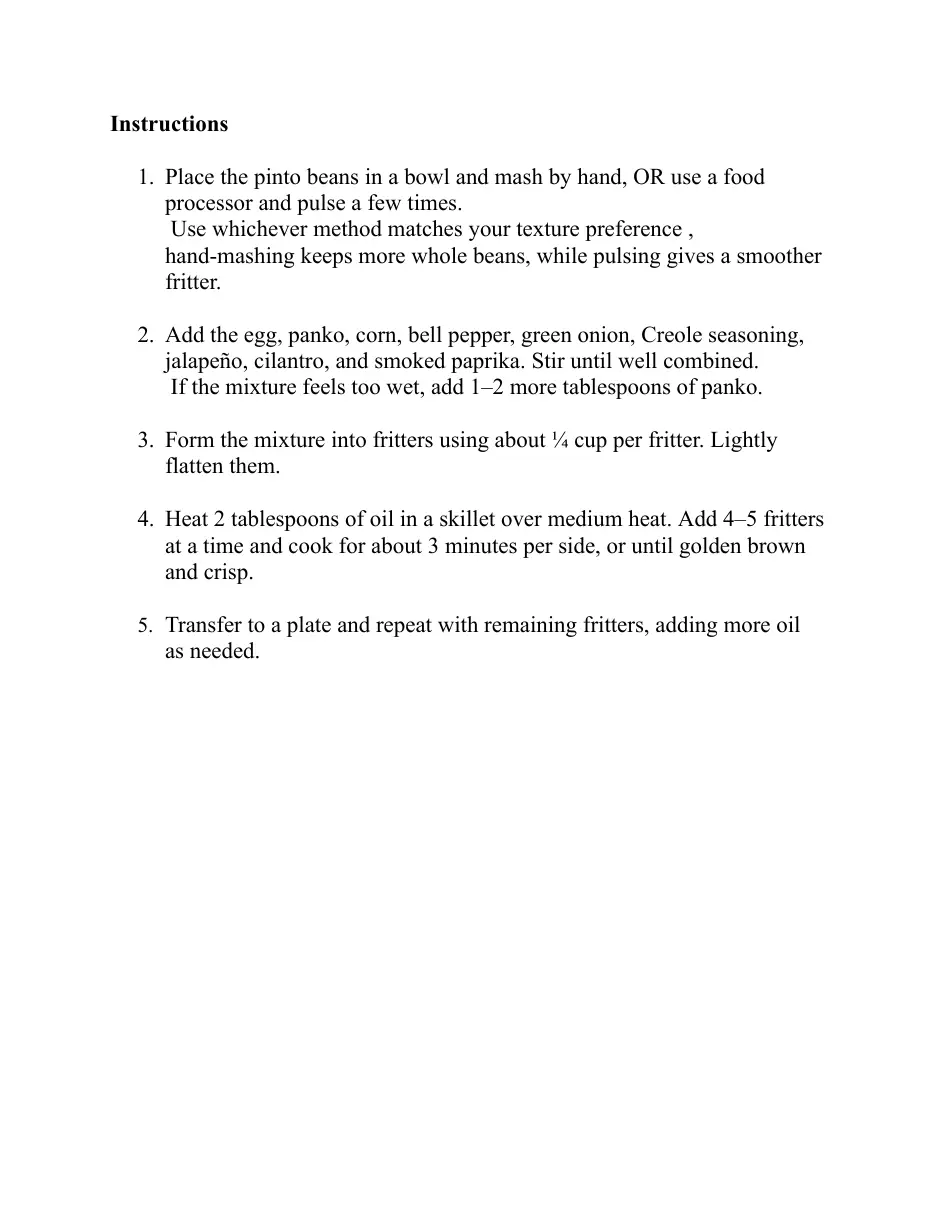 Instructions
1. Place the pinto beans in a bowl and mash by hand, OR use a food
processor and pulse a few times.
Use whichever method matches your texture preference ,
hand-mashing keeps more whole beans, while pulsing gives a smoother
fritter.
2. Add the egg, panko, corn, bell pepper, green onion, Creole seasoning,
jalapeño, cilantro, and smoked paprika. Stir until well combined.
If the mixture feels too wet, add 1–2 more tablespoons of panko.
3. Form the mixture into fritters using about ¼ cup per fritter. Lightly
flatten them.
4. Heat 2 tablespoons of oil in a skillet over medium heat. Add 4–5 fritters
at a time and cook for about 3 minutes per side, or until golden brown
and crisp.
5. Transfer to a plate and repeat with remaining fritters, adding more oil
as needed.